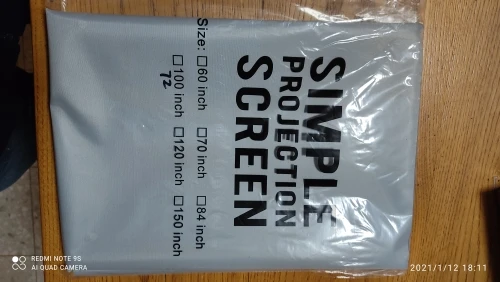 SIMPLE
PROJECTION
SCREEN
Size: ☐60 inch ☐70 inch ☐84 inch
☐100 inch ☐120 inch ☐150 inch
72
REDMI NOTE 9S
AI QUAD CAMERA
2021/1/12 18:11